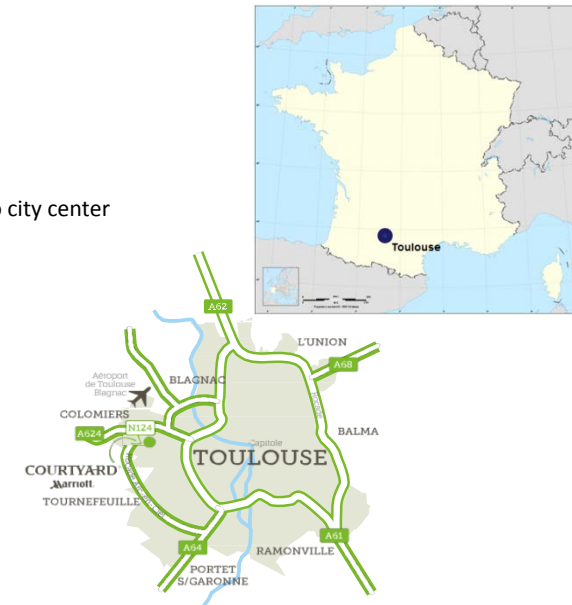 city center
Toulouse
A62
L'UNION
A68
Aéroport
de Toulouse
Blagnac
BLAGNAC
COLOMIERS
BALMA
A624
N124
Capitole
TOULOUSE
COURTYARD
Marriott
TOURNEFEUILLE
A61
A64
RAMONVILLE
PORTET
S/GARONNE